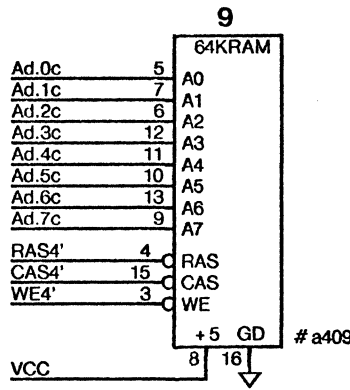 9
64KRAM
Ad.0c 5 A0
Ad.1c 7 A1
Ad.2c 6 A2
Ad.3c 12 A3
Ad.4c 11 A4
Ad.5c 10 A5
Ad.6c 13 A6
Ad.7c 9 A7
RAS4' 4 RAS
CAS4' 15 CAS
WE4' 3 WE
+5 GD #a409
VCC 8 16